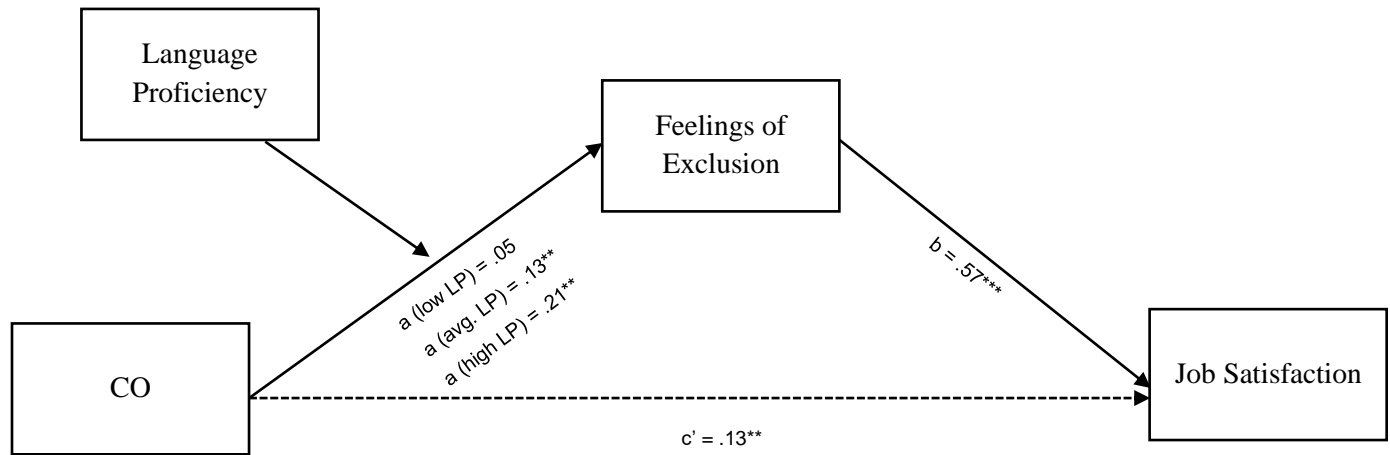 Language
Proficiency
Feelings of
Exclusion
a (low LP) = .05
a (avg. LP) = .13**
a (high LP) = .21**
b = .57***
CO
Job Satisfaction
c’ = .13**